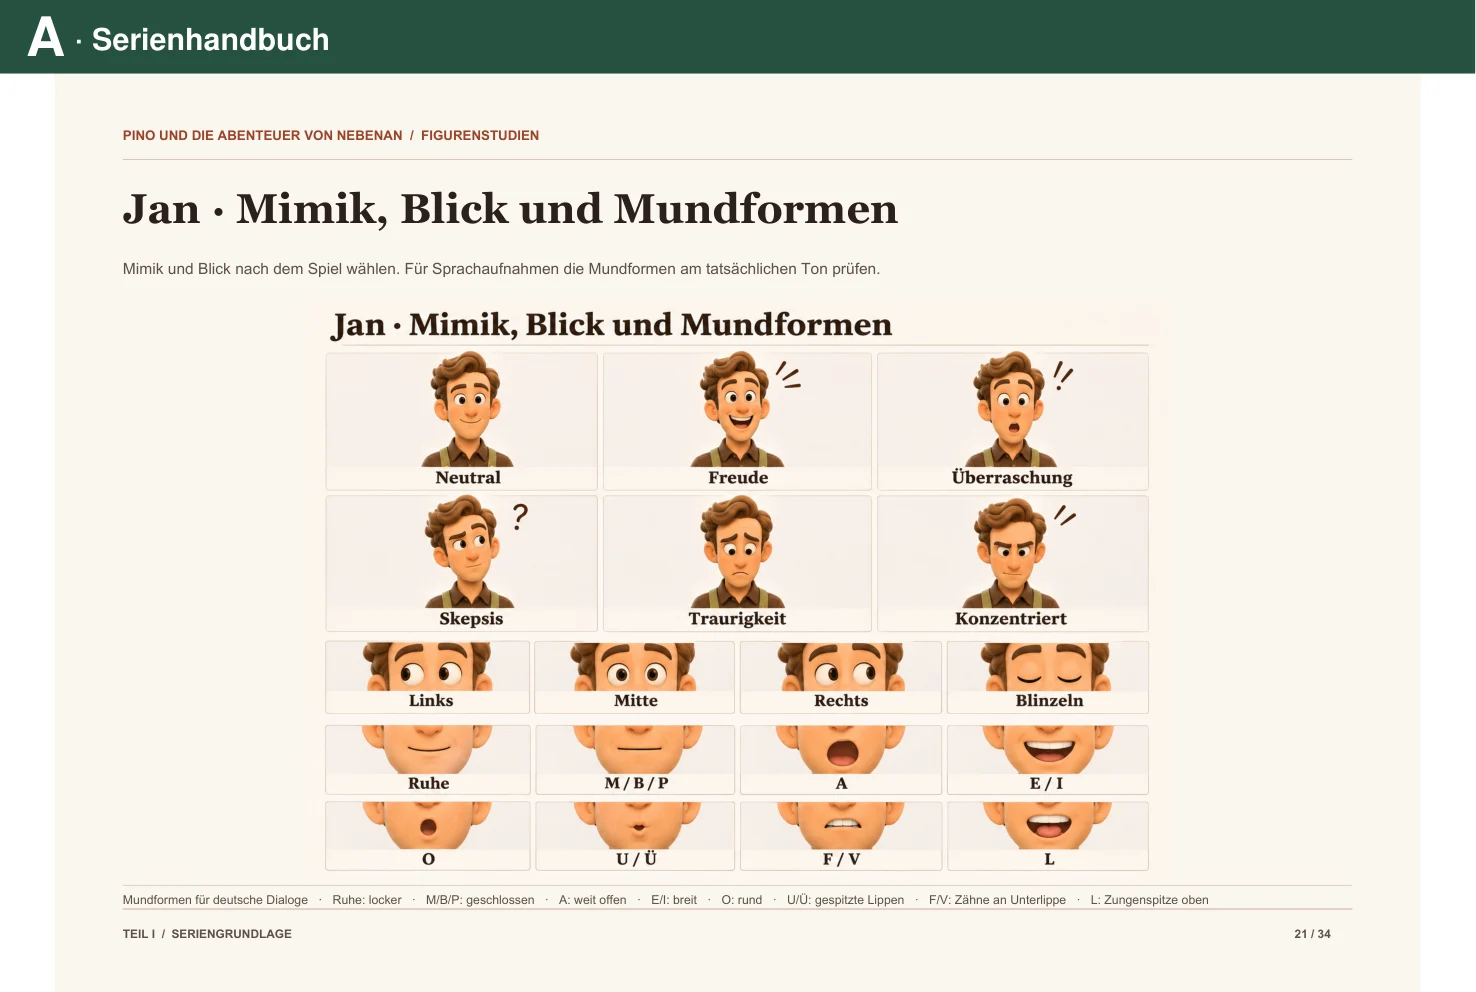 A · Serienhandbuch
PINO UND DIE ABENTEUER VON NEBENAN / FIGURENSTUDIEN
Jan · Mimik, Blick und Mundformen
Mimik und Blick nach dem Spiel wählen. Für Sprachaufnahmen die Mundformen am tatsächlichen Ton prüfen.
Jan · Mimik, Blick und Mundformen
!
?
Neutral Freude Überraschung
Skepsis Traurigkeit Konzentriert
Links Mitte Rechts Blinzeln
Ruhe M / B / P A E / I
O U / Ü F / V L
Mundformen für deutsche Dialoge · Ruhe: locker · M/B/P: geschlossen · A: weit offen · E/I: breit · O: rund · U/Ü: gespitzte Lippen · F/V: Zähne an Unterlippe · L: Zungenspitze oben
TEIL I / SERIENGRUNDLAGE 21 / 34